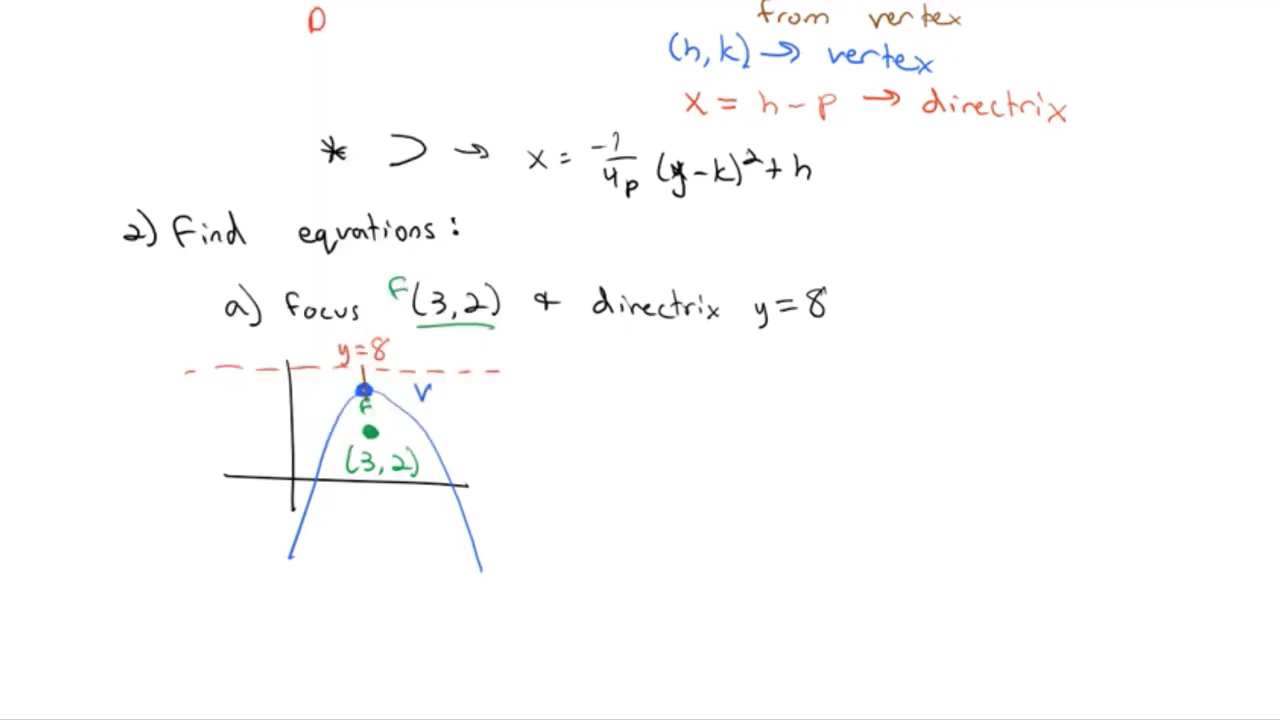 D
from vertex
(h, k) → vertex
x = h - p → directrix
* ⊃ → x = -1/4p (y - k)² + h
2) Find equations:
a) focus F(3, 2) + directrix y = 8
y = 8
V
F
(3, 2)